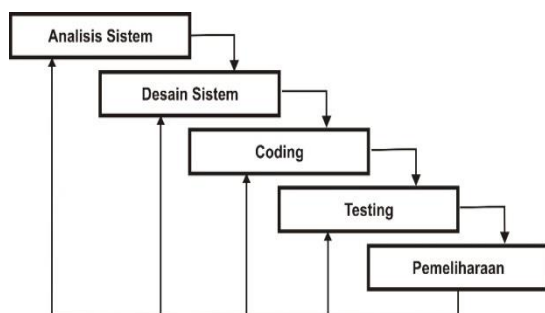 Analisis Sistem
Desain Sistem
Coding
Testing
Pemeliharaan